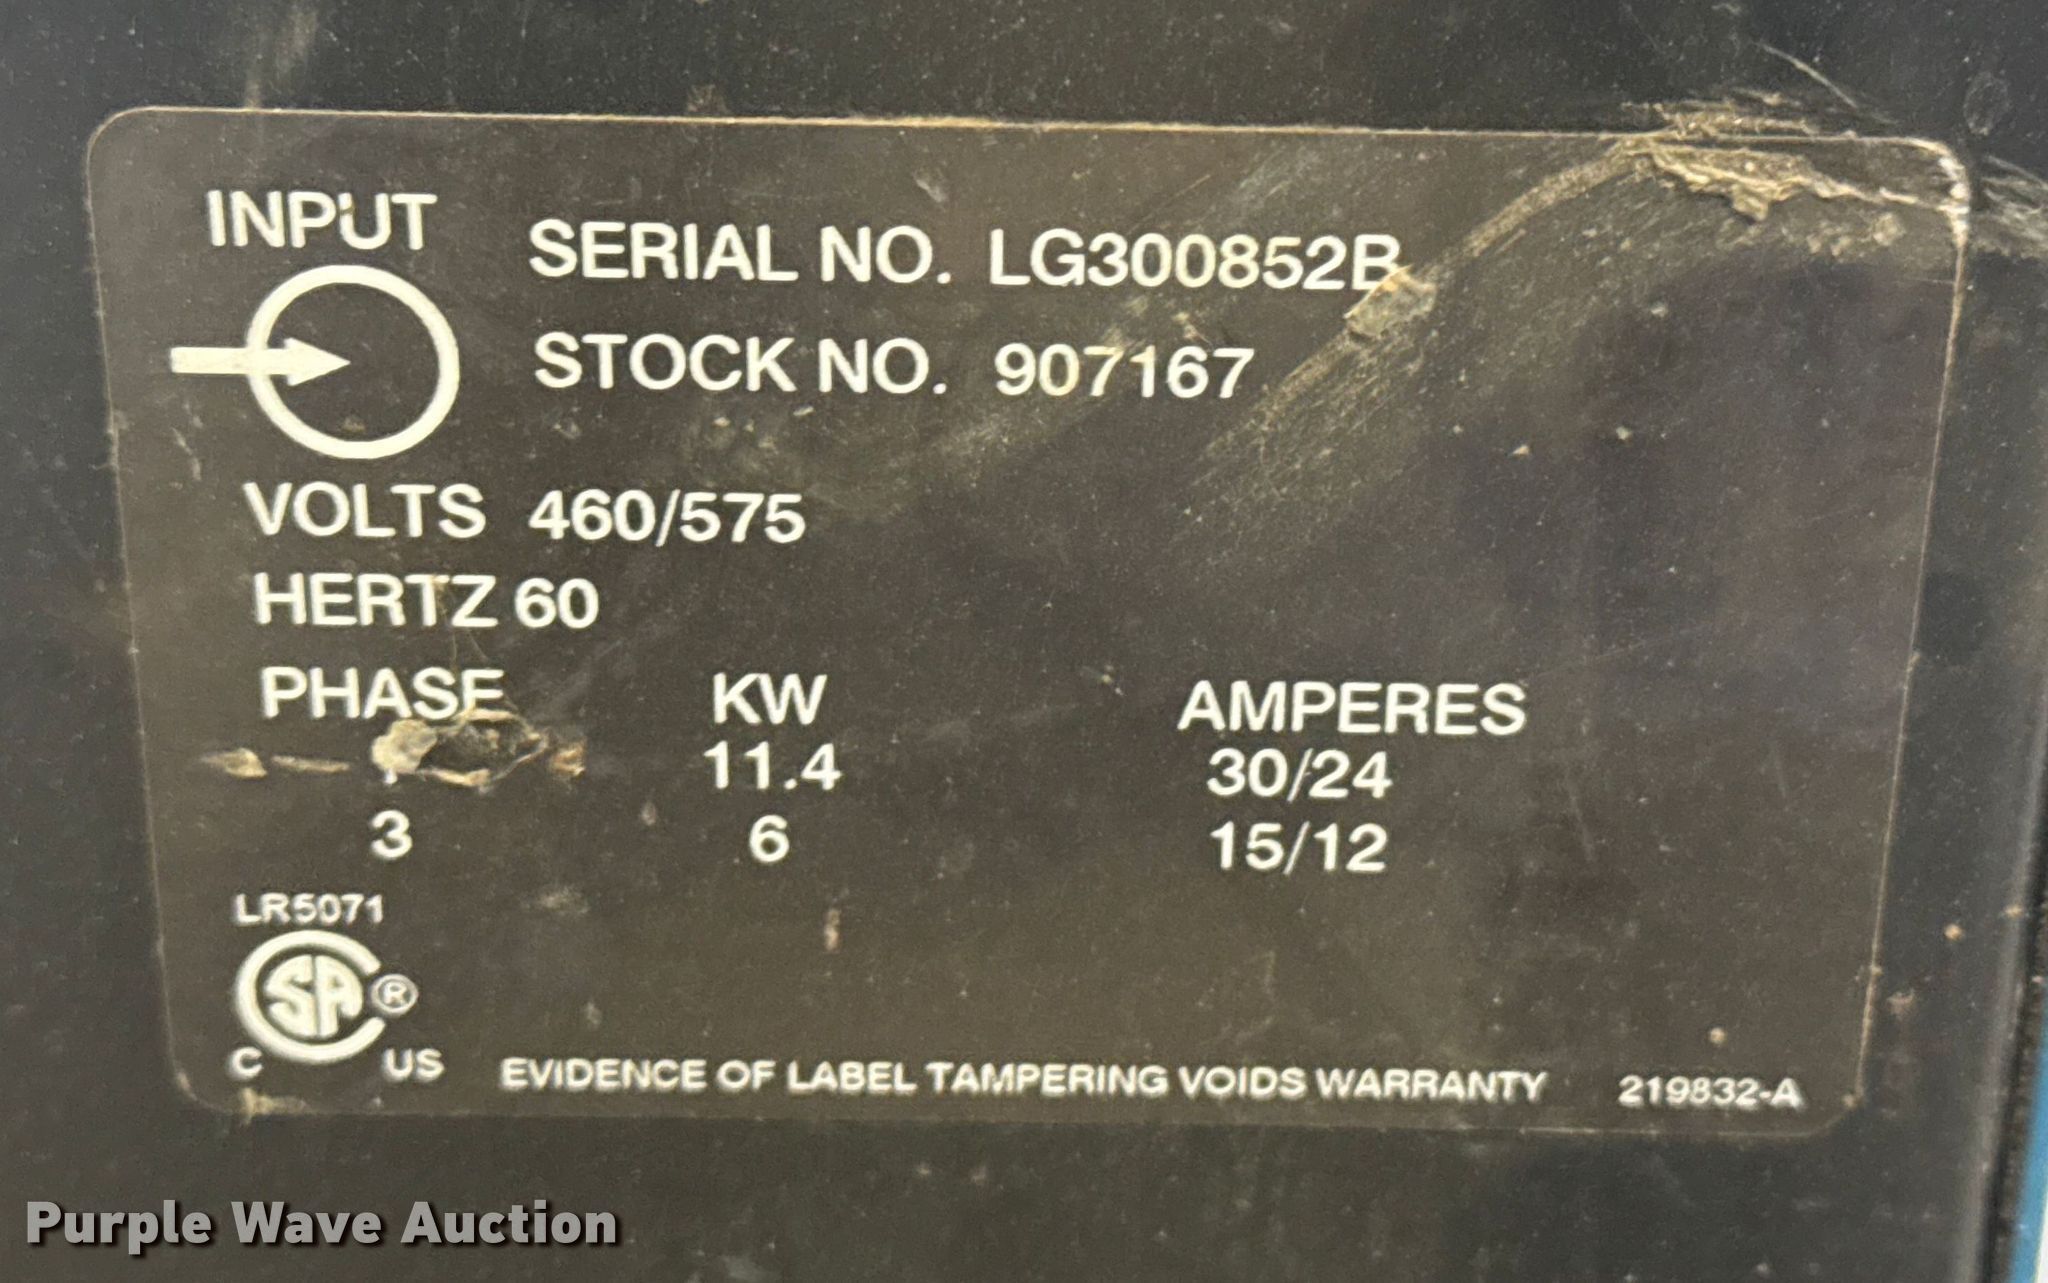 INPUT
SERIAL NO. LG300852B
STOCK NO. 907167
VOLTS 460/575
HERTZ 60
PHASE KW AMPERES
11.4 30/24
3 6 15/12
LR5071
SA ®
C US
EVIDENCE OF LABEL TAMPERING VOIDS WARRANTY 219832-A
Purple Wave Auction